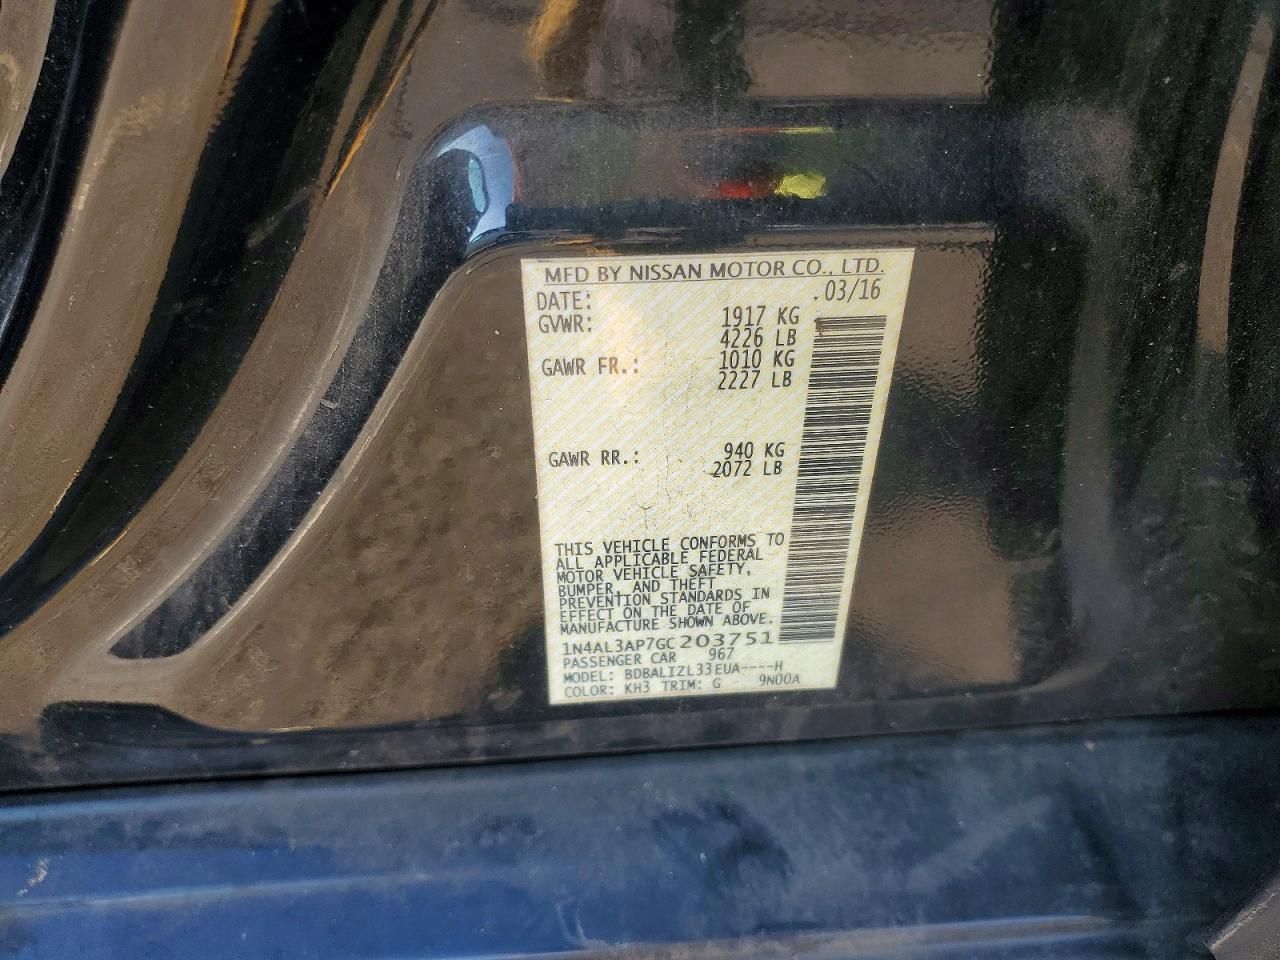 MFD BY NISSAN MOTOR CO., LTD.
DATE: 03/16
GVWR: 1917 KG
4226 LB
GAWR FR.: 1010 KG
2227 LB
GAWR RR.: 940 KG
2072 LB
THIS VEHICLE CONFORMS TO
ALL APPLICABLE FEDERAL
MOTOR VEHICLE SAFETY,
BUMPER, AND THEFT
PREVENTION STANDARDS IN
EFFECT ON THE DATE OF
MANUFACTURE SHOWN ABOVE.
1N4AL3AP7GC203751
PASSENGER CAR 967
MODEL: BDBALIZL33EUA----H
COLOR: KH3 TRIM: G 9N00A